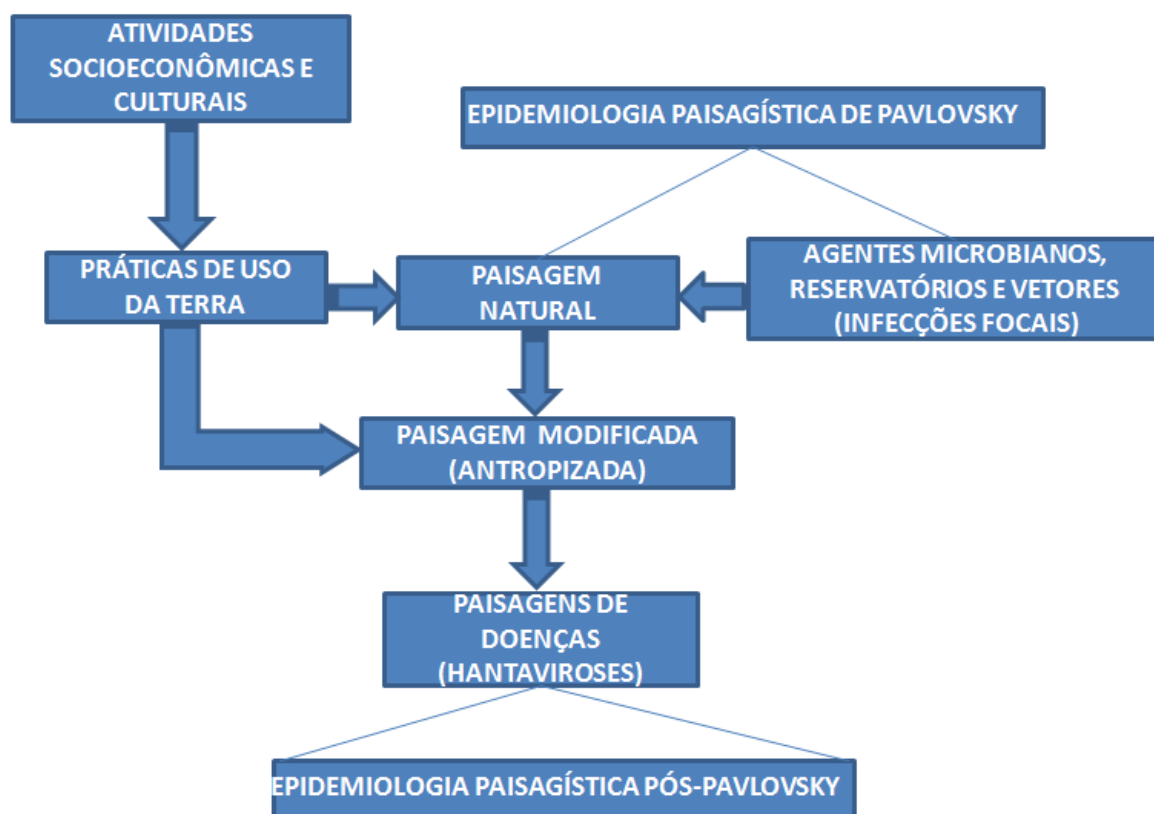 ATIVIDADES
SOCIOECONÔMICAS E
CULTURAIS
EPIDEMIOLOGIA PAISAGÍSTICA DE PAVLOVSKY
PRÁTICAS DE USO
DA TERRA
PAISAGEM
NATURAL
AGENTES MICROBIANOS,
RESERVATÓRIOS E VETORES
(INFECÇÕES FOCAIS)
PAISAGEM MODIFICADA
(ANTROPIZADA)
PAISAGENS DE
DOENÇAS
(HANTAVIROSES)
EPIDEMIOLOGIA PAISAGÍSTICA PÓS-PAVLOVSKY